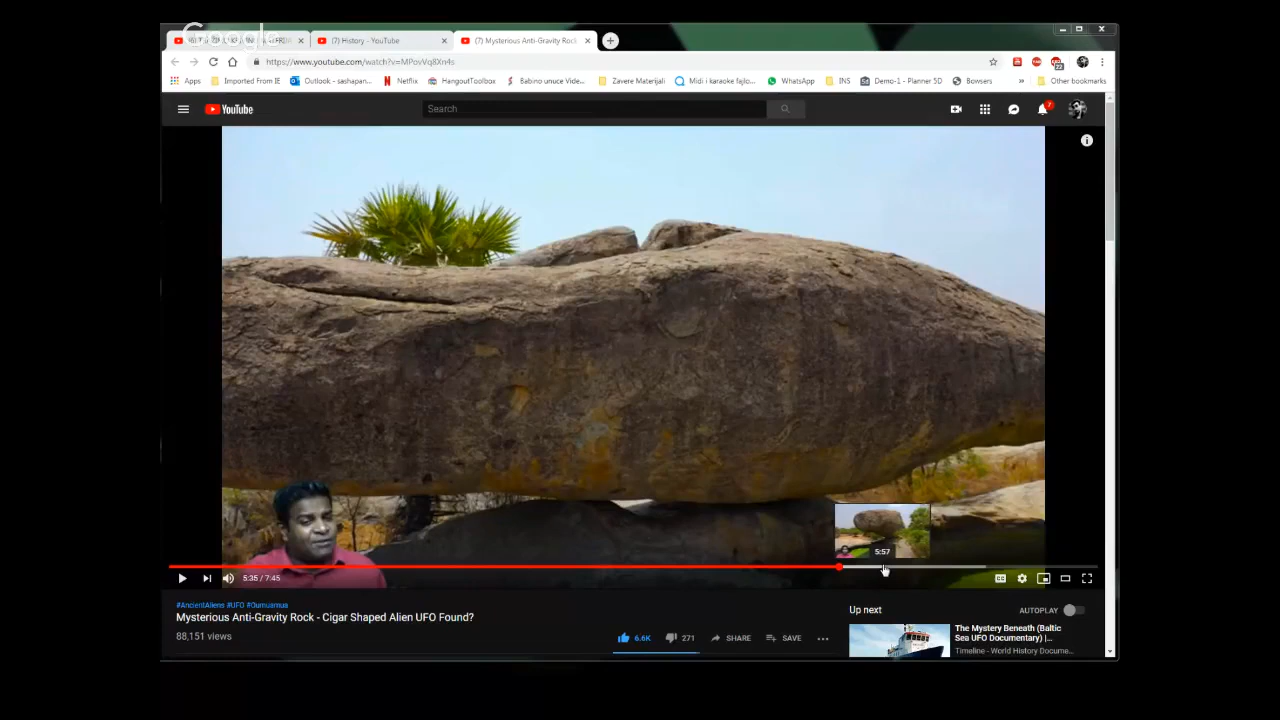 Google
(7) History - YouTube
(7) Mysterious Anti-Gravity Rock
https://www.youtube.com/watch?v=MPovVq8Xn4s
Apps Imported From IE Outlook - sashapan... Netflix HangoutToolbox Babino unuce Vide... Zavere Materijali Midi i karaoke fajlo... WhatsApp INS Demo-1 - Planner 5D Bowsers » Other bookmarks
22
YouTube
Search
7
5:57
5:35 / 7:45
#AncientAliens #UFO #Oumuamua
Mysterious Anti-Gravity Rock - Cigar Shaped Alien UFO Found?
88,151 views
6.6K 271 SHARE SAVE
Up next
AUTOPLAY
The Mystery Beneath (Baltic
Sea UFO Documentary) |...
Timeline - World History Docume...